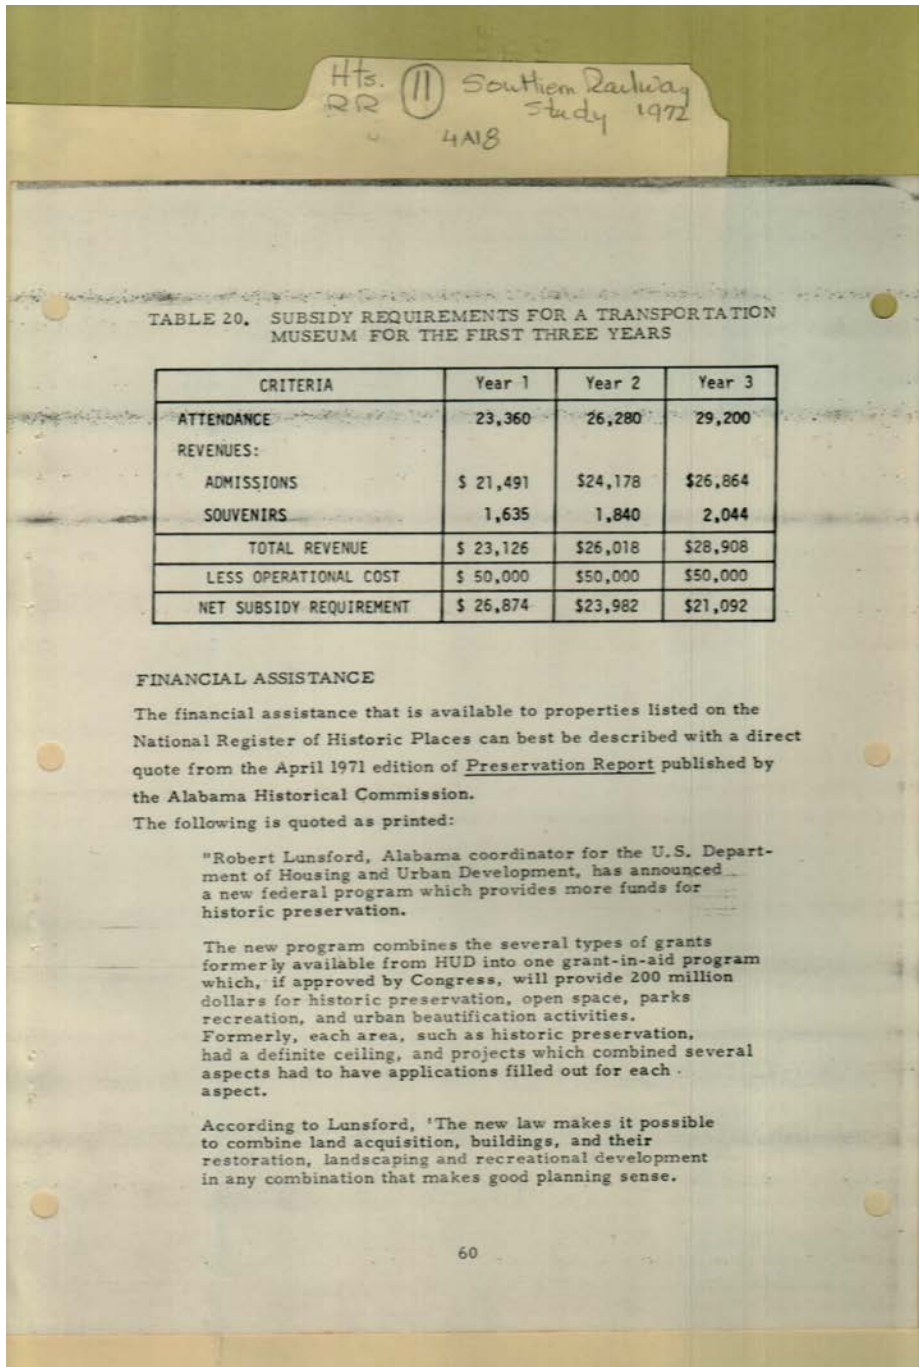 Hts. 11 Southern Railway
RR Study 1972
4A18
TABLE 20. SUBSIDY REQUIREMENTS FOR A TRANSPORTATION
MUSEUM FOR THE FIRST THREE YEARS
CRITERIA Year 1 Year 2 Year 3
ATTENDANCE 23,360 26,280 29,200
REVENUES:
ADMISSIONS $ 21,491 $24,178 $26,864
SOUVENIRS 1,635 1,840 2,044
TOTAL REVENUE $ 23,126 $26,018 $28,908
LESS OPERATIONAL COST $ 50,000 $50,000 $50,000
NET SUBSIDY REQUIREMENT $ 26,874 $23,982 $21,092
FINANCIAL ASSISTANCE
The financial assistance that is available to properties listed on the
National Register of Historic Places can best be described with a direct
quote from the April 1971 edition of Preservation Report published by
the Alabama Historical Commission.
The following is quoted as printed:
"Robert Lunsford, Alabama coordinator for the U.S. Depart-
ment of Housing and Urban Development, has announced
a new federal program which provides more funds for
historic preservation.
The new program combines the several types of grants
formerly available from HUD into one grant-in-aid program
which, if approved by Congress, will provide 200 million
dollars for historic preservation, open space, parks
recreation, and urban beautification activities.
Formerly, each area, such as historic preservation,
had a definite ceiling, and projects which combined several
aspects had to have applications filled out for each
aspect.
According to Lunsford, 'The new law makes it possible
to combine land acquisition, buildings, and their
restoration, landscaping and recreational development
in any combination that makes good planning sense.
60